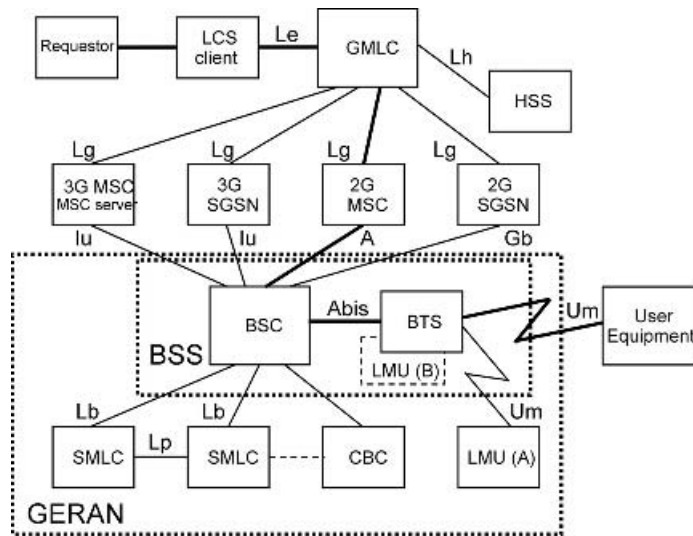 Requestor
LCS
client
Le
GMLC
Lh
HSS
Lg
Lg
Lg
Lg
3G MSC
MSC server
3G
SGSN
2G
MSC
2G
SGSN
Iu
Iu
A
Gb
BSC
Abis
BTS
Um
User
Equipment
BSS
LMU (B)
Lb
Lb
Um
SMLC
Lp
SMLC
CBC
LMU (A)
GERAN